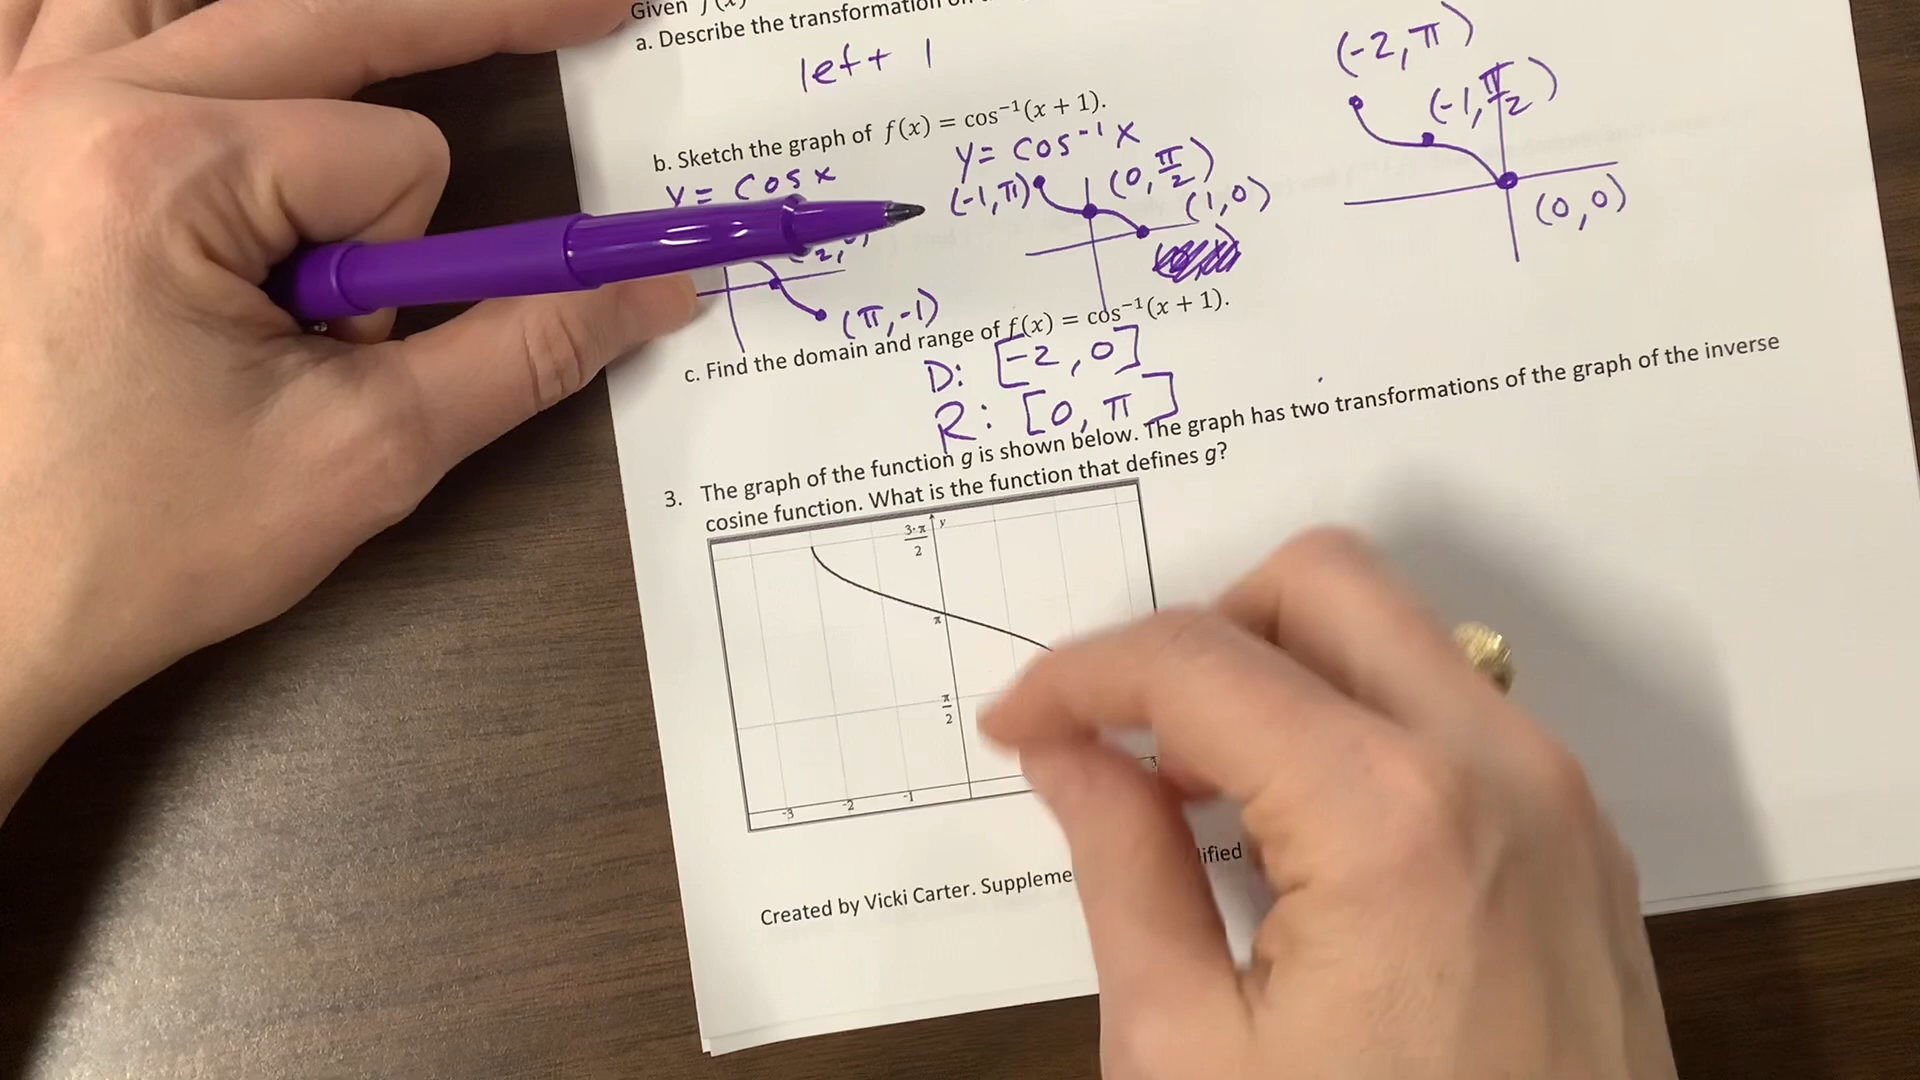 Given f(x)
a. Describe the transformation
left 1
b. Sketch the graph of f(x) = cos⁻¹(x + 1).
y = cos x
(π, -1)
y = cos⁻¹ x
(-1, π)
(0, π/2)
(1, 0)
(-2, π)
(-1, π/2)
(0, 0)
c. Find the domain and range of f(x) = cos⁻¹(x + 1).
D: [-2, 0]
R: [0, π]
3. The graph of the function g is shown below. The graph has two transformations of the graph of the inverse
cosine function. What is the function that defines g?
3·π/2
y
π
π/2
-3 -2 -1 3
Created by Vicki Carter.